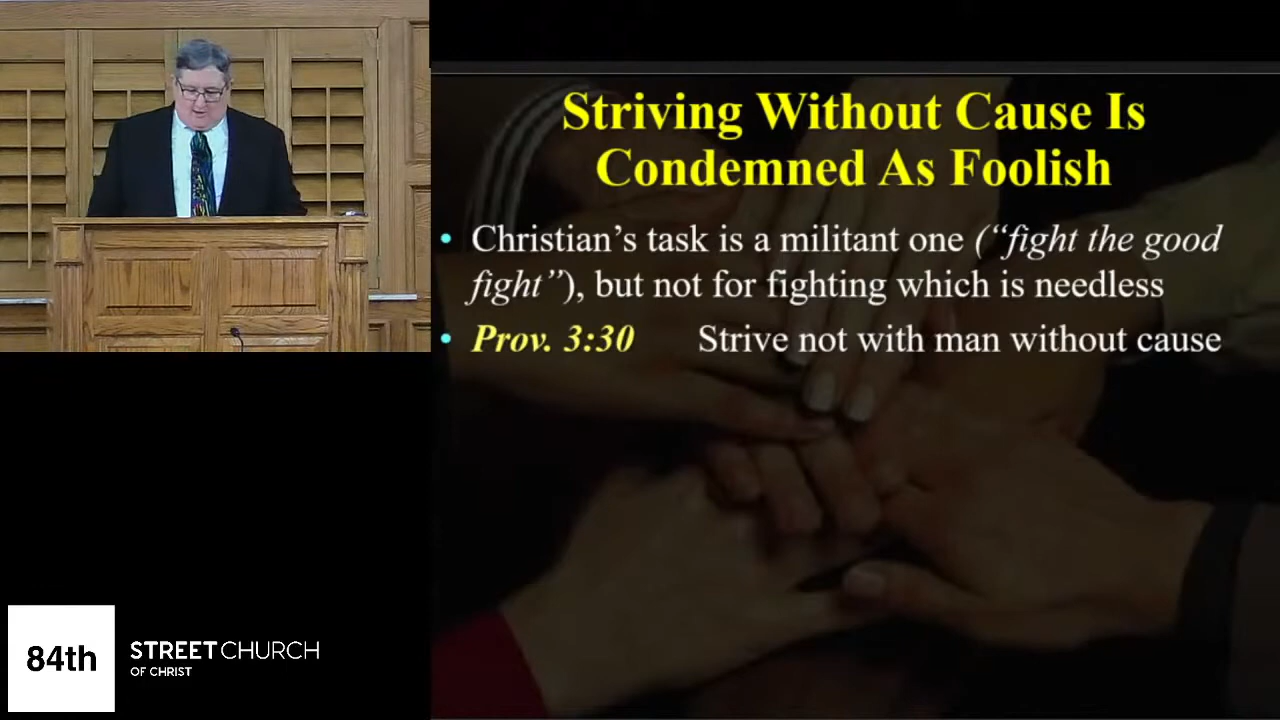 Striving Without Cause Is
Condemned As Foolish
• Christian’s task is a militant one (“fight the good
fight”), but not for fighting which is needless
• Prov. 3:30 Strive not with man without cause
84th
STREET CHURCH
OF CHRIST